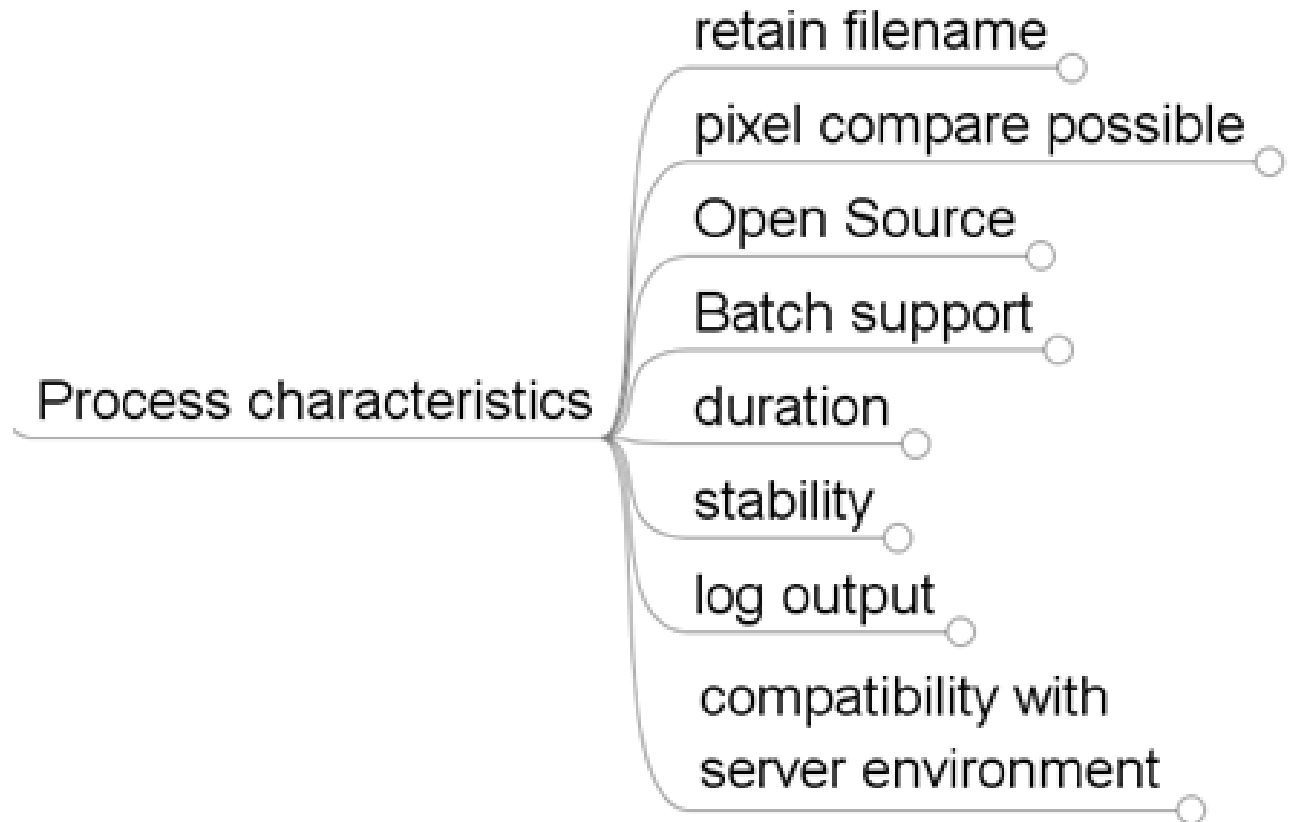 retain filename
pixel compare possible
Open Source
Batch support
Process characteristics
duration
stability
log output
compatibility with
server environment